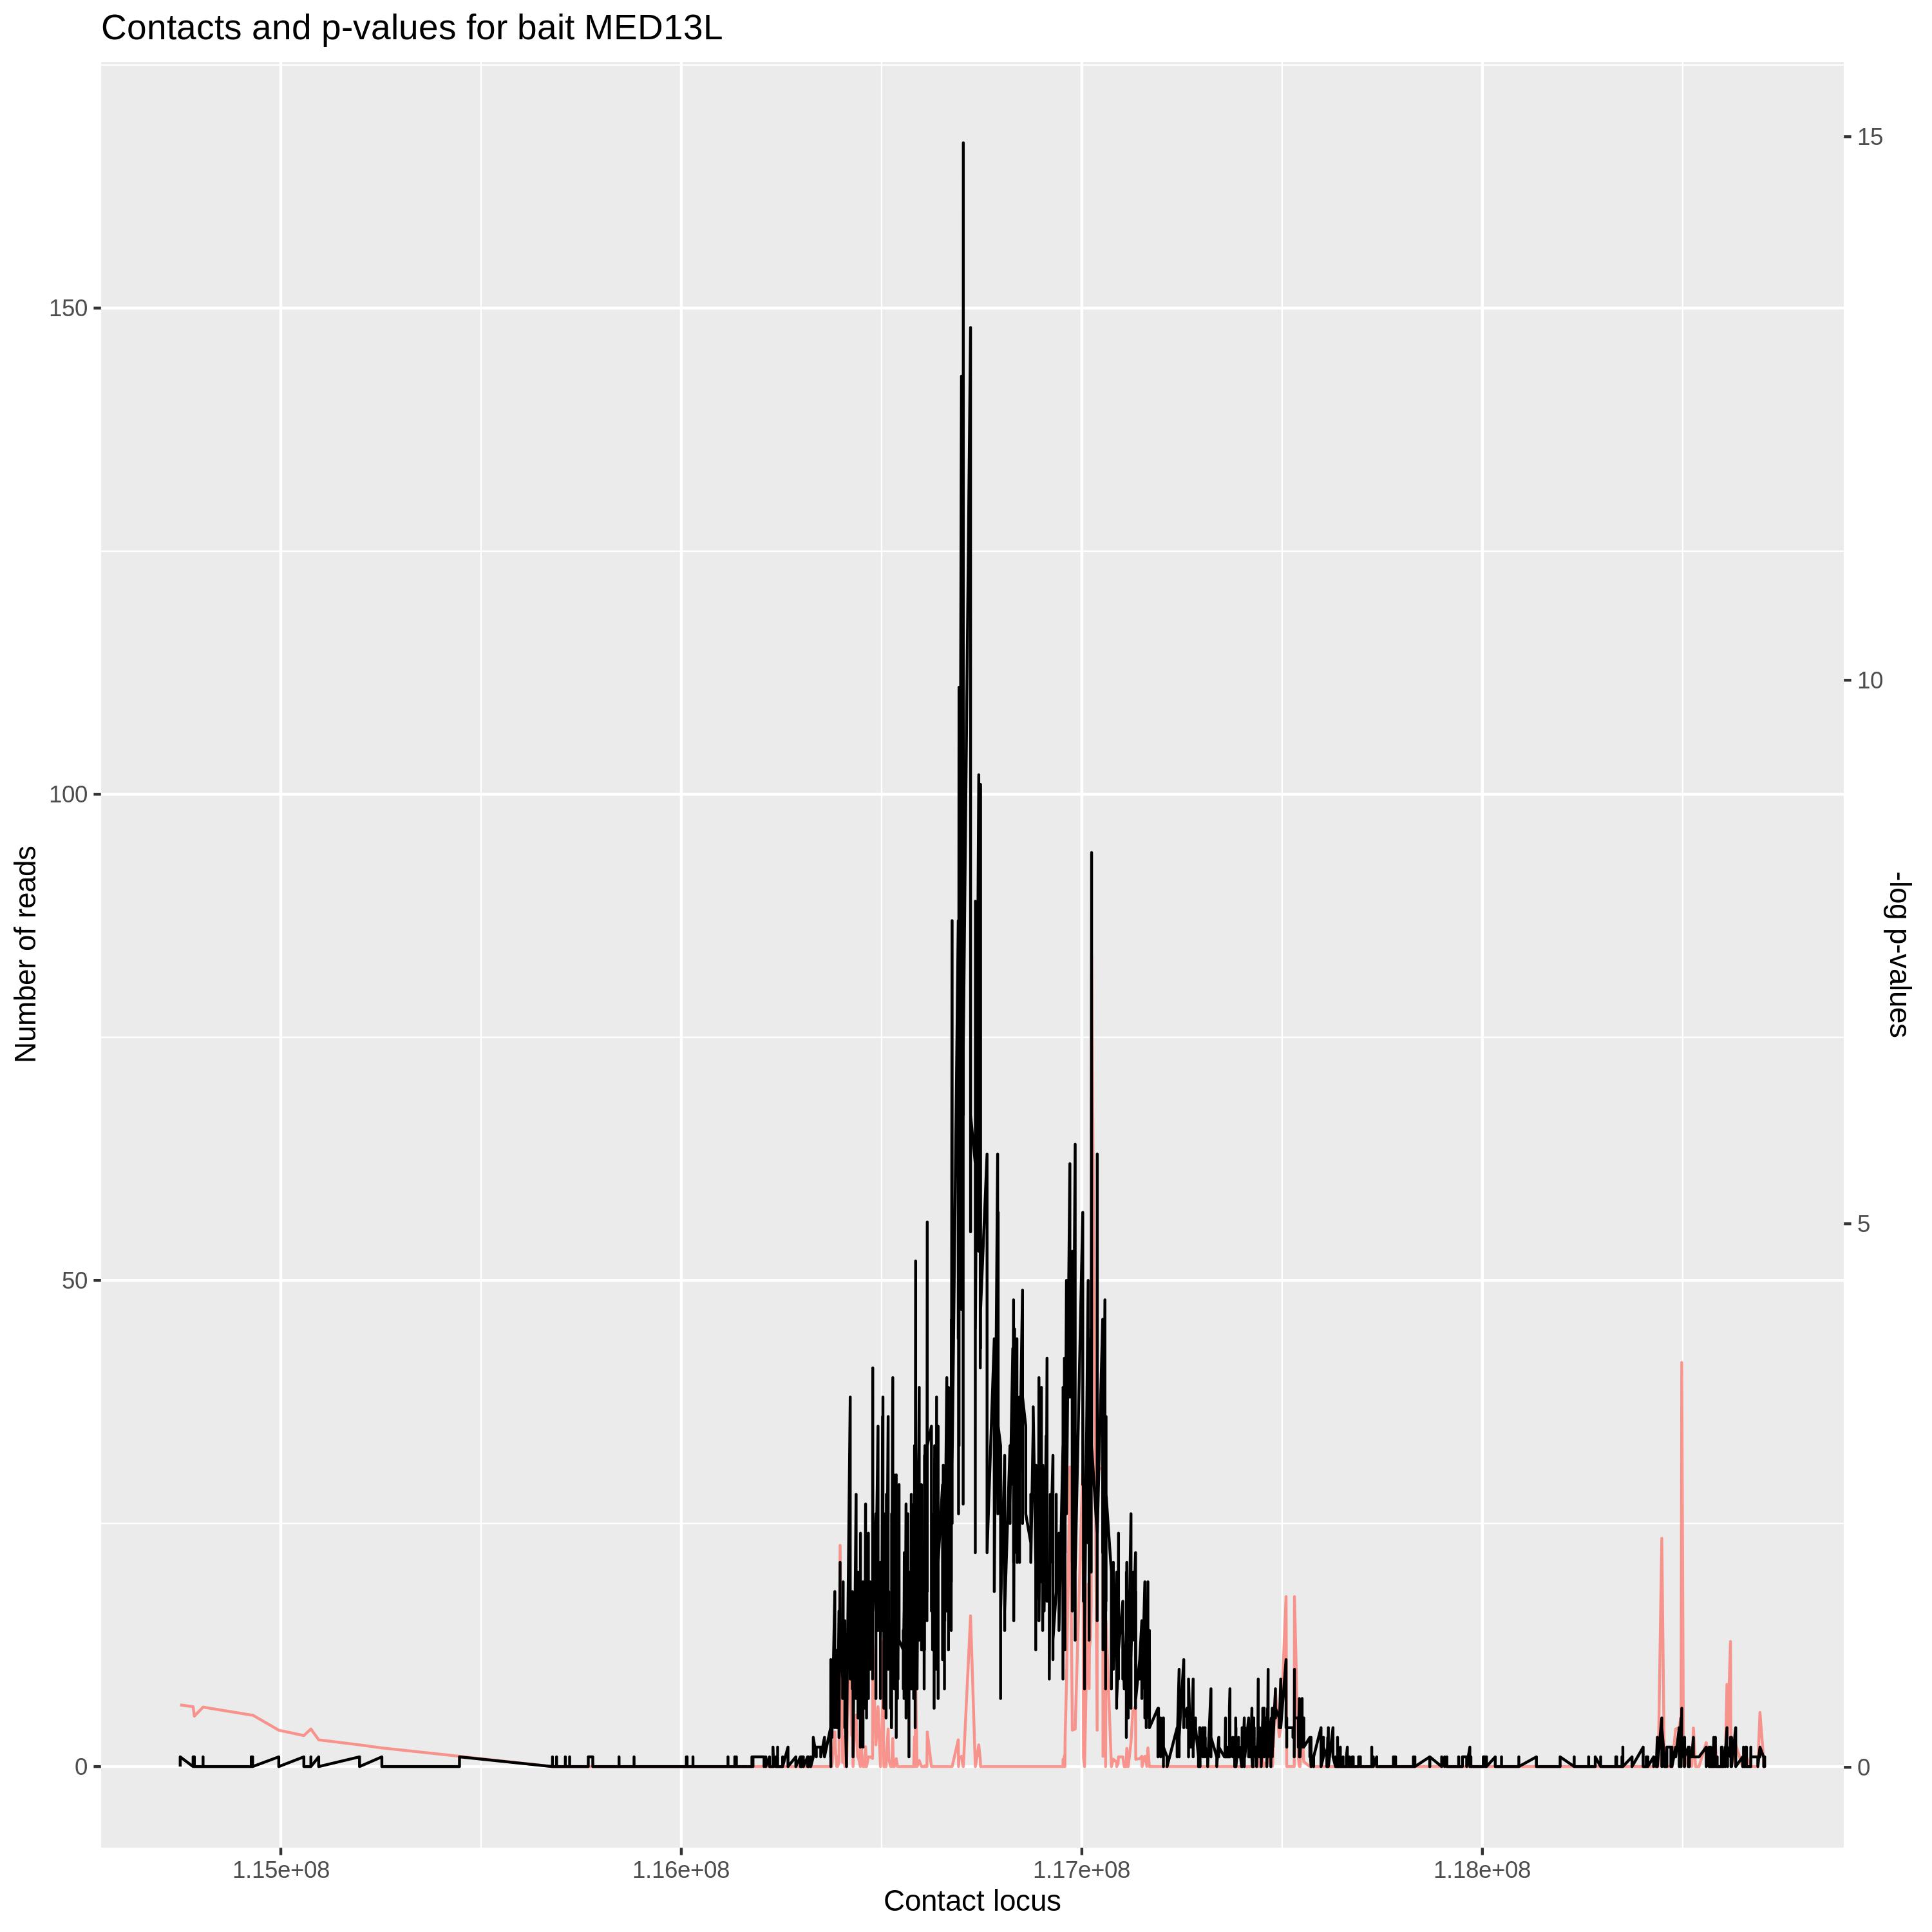 Contacts and p-values for bait MED13L
150
100
50
0
Number of reads
15
10
5
0
-log p-values
1.15e+08
1.16e+08
1.17e+08
1.18e+08
Contact locus